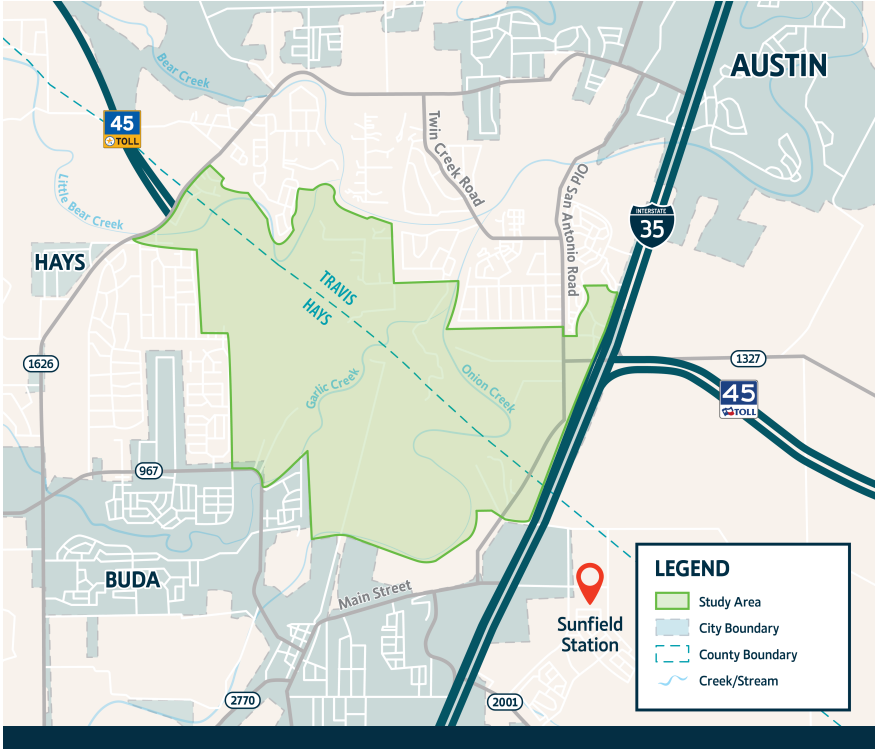 AUSTIN
Bear Creek
45
TOLL
Twin Creek Road
Old San Antonio Road
Little Bear Creek
INTERSTATE
35
HAYS
TRAVIS
HAYS
1626
1327
Garlic Creek
Onion Creek
45
TOLL
967
BUDA
Main Street
Sunfield
Station
2770
2001
LEGEND
Study Area
City Boundary
County Boundary
Creek/Stream